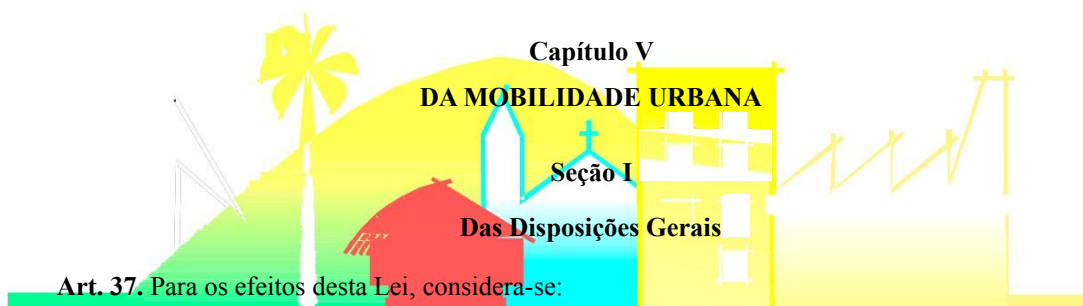 Capítulo V
DA MOBILIDADE URBANA
Seção I
Das Disposições Gerais
Art. 37. Para os efeitos desta Lei, considera-se: